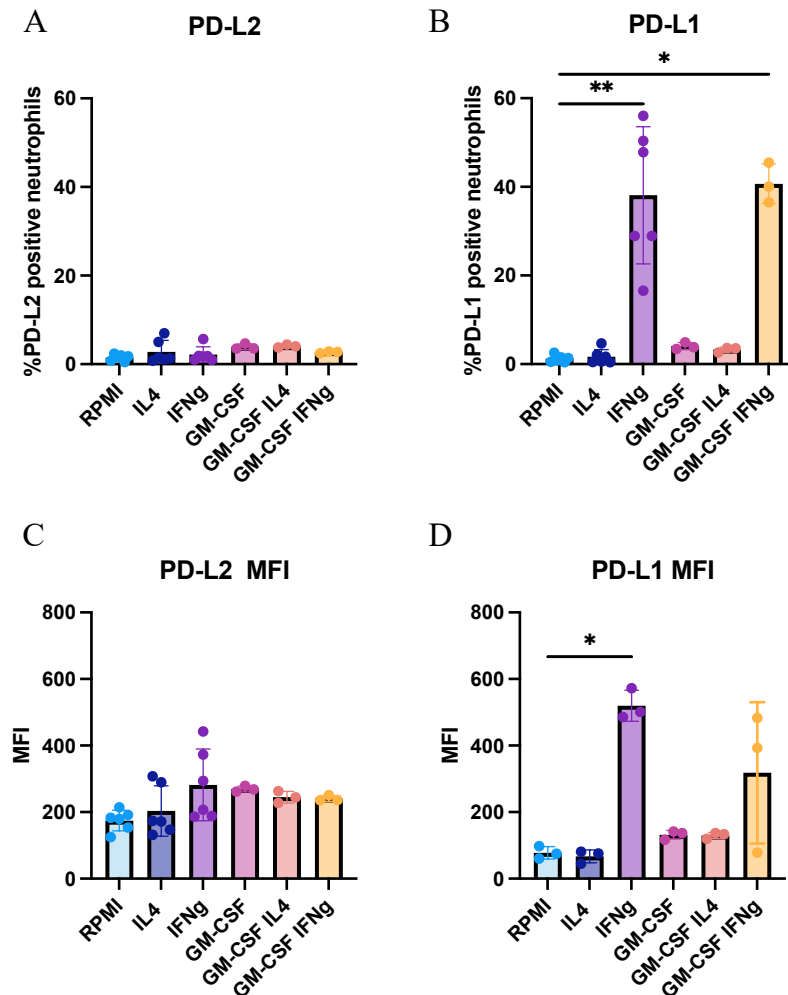 A
PD-L2
%PD-L2 positive neutrophils
60
40
20
0
RPMI
IL4
IFNg
GM-CSF
GM-CSF IL4
GM-CSF IFNg
B
PD-L1
%PD-L1 positive neutrophils
60
40
20
0
**
*
RPMI
IL4
IFNg
GM-CSF
GM-CSF IL4
GM-CSF IFNg
C
PD-L2 MFI
MFI
800
600
400
200
0
RPMI
IL4
IFNg
GM-CSF
GM-CSF IL4
GM-CSF IFNg
D
PD-L1 MFI
MFI
800
600
400
200
0
*
RPMI
IL4
IFNg
GM-CSF
GM-CSF IL4
GM-CSF IFNg